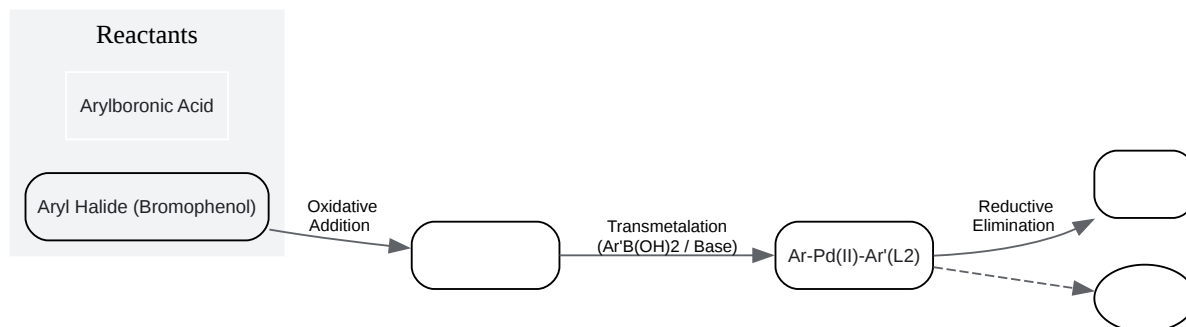 Reactants
Arylboronic Acid
Aryl Halide (Bromophenol)
Oxidative
Addition
Transmetalation
(Ar'B(OH)2 / Base)
Ar-Pd(II)-Ar'(L2)
Reductive
Elimination